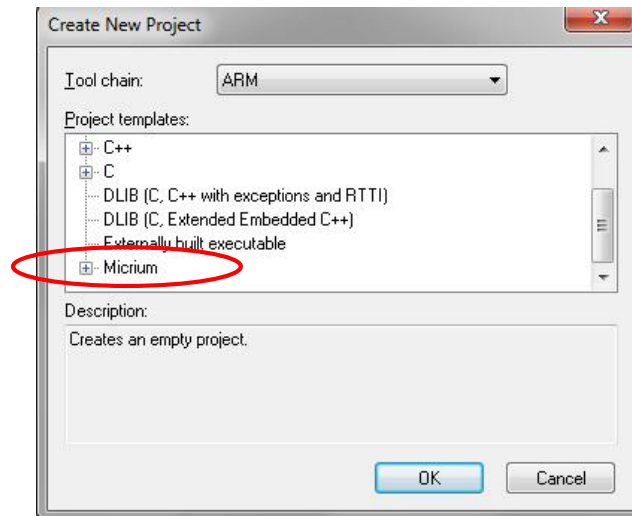 Create New Project
Tool chain: ARM
Project templates:
C++
C
DLIB (C, C++ with exceptions and RTTI)
DLIB (C, Extended Embedded C++)
Externally built executable
Micrium
Description:
Creates an empty project.
OK Cancel